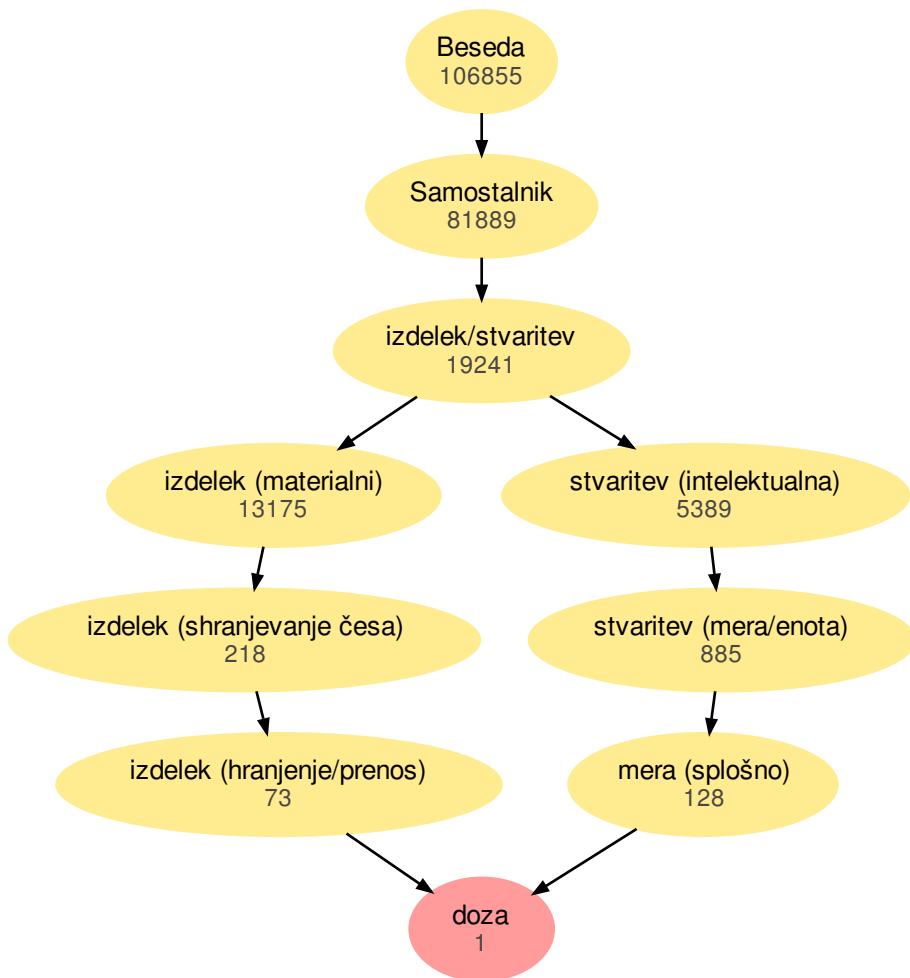 Beseda
106855
Samostalnik
81889
izdelek/stvaritev
19241
izdelek (materialni)
13175
stvaritev (intelektualna)
5389
izdelek (shranjevanje česa)
218
stvaritev (mera/enota)
885
izdelek (hranjenje/prenos)
73
mera (splošno)
128
doza
1